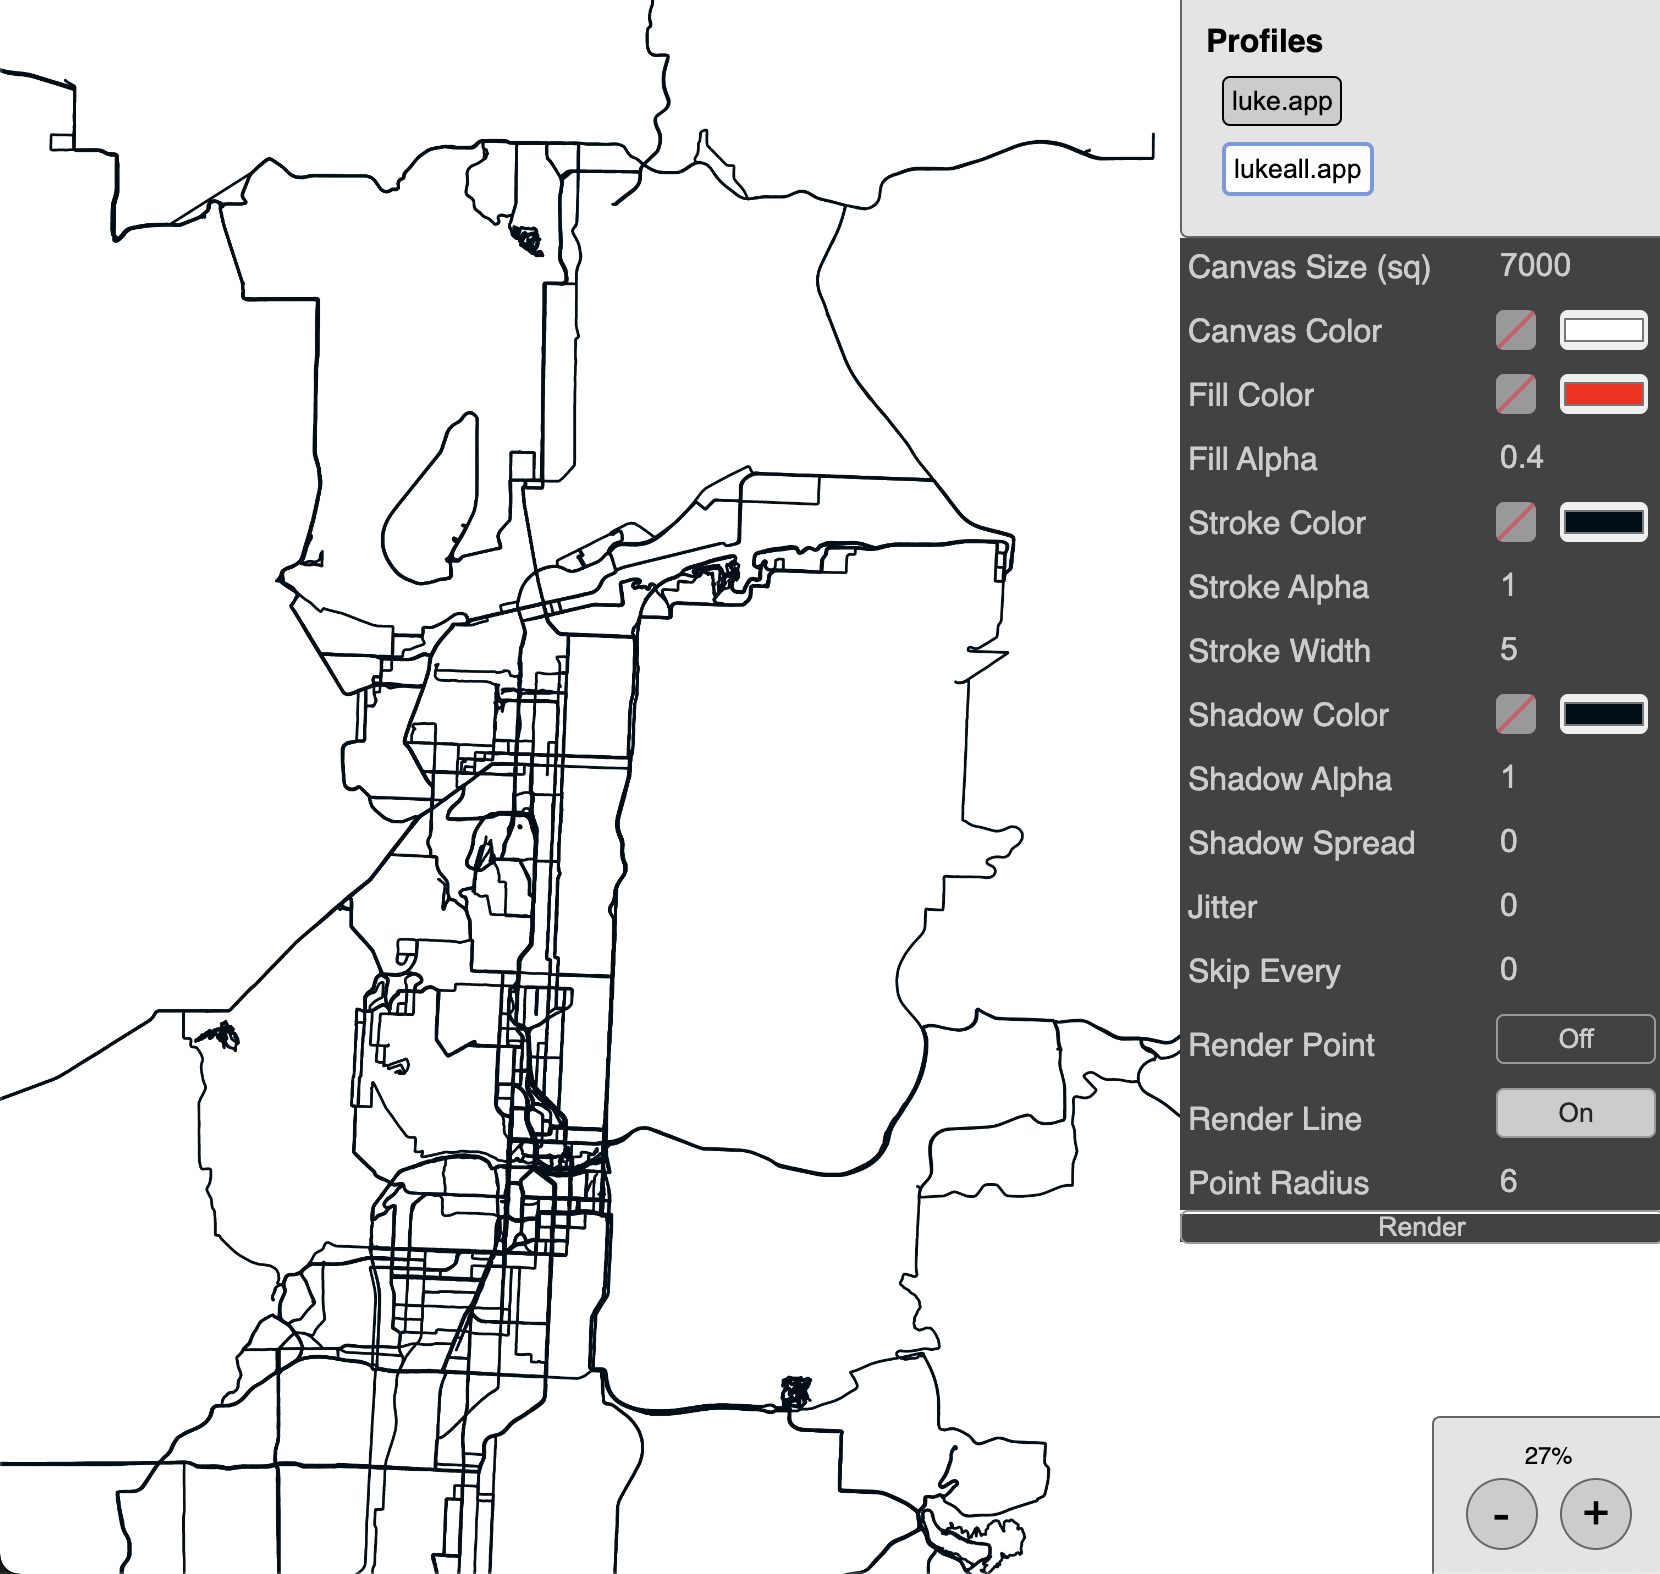 Profiles
luke.app
lukeall.app
Canvas Size (sq) 7000
Canvas Color
Fill Color
Fill Alpha 0.4
Stroke Color
Stroke Alpha 1
Stroke Width 5
Shadow Color
Shadow Alpha 1
Shadow Spread 0
Jitter 0
Skip Every 0
Render Point Off
Render Line On
Point Radius 6
Render
27%
- +